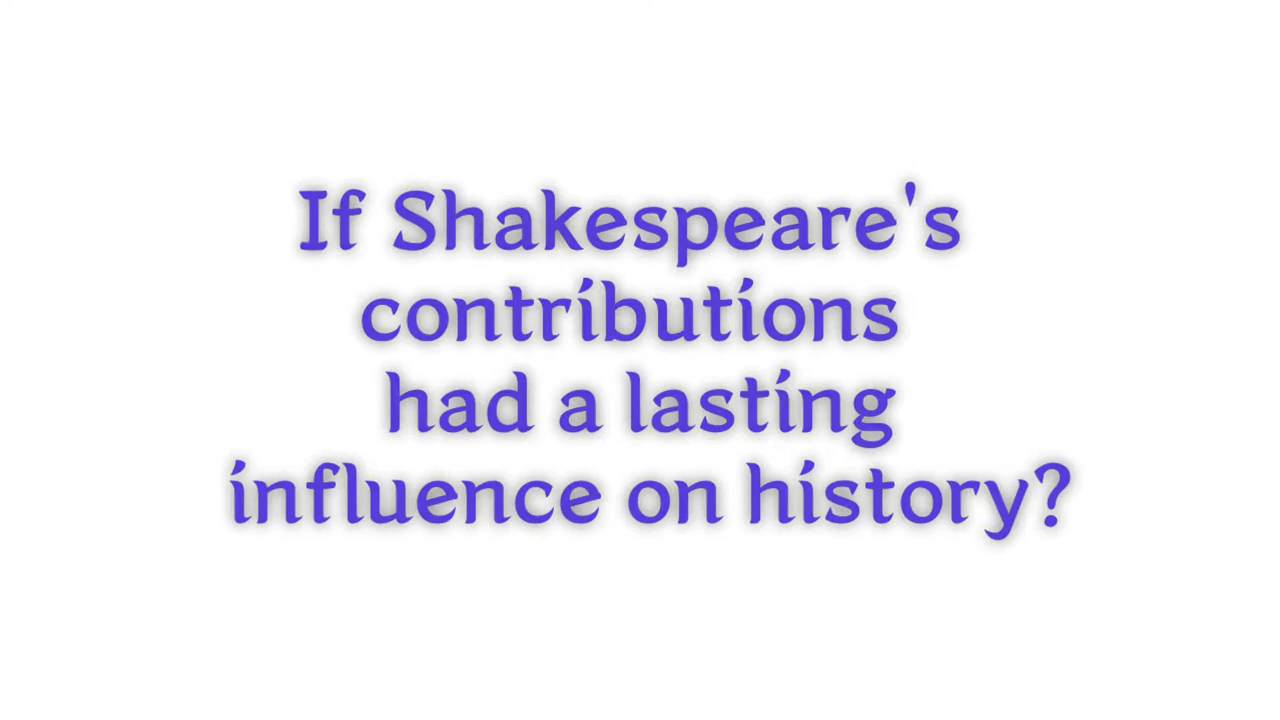 If Shakespeare's
contributions
had a lasting
influence on history?